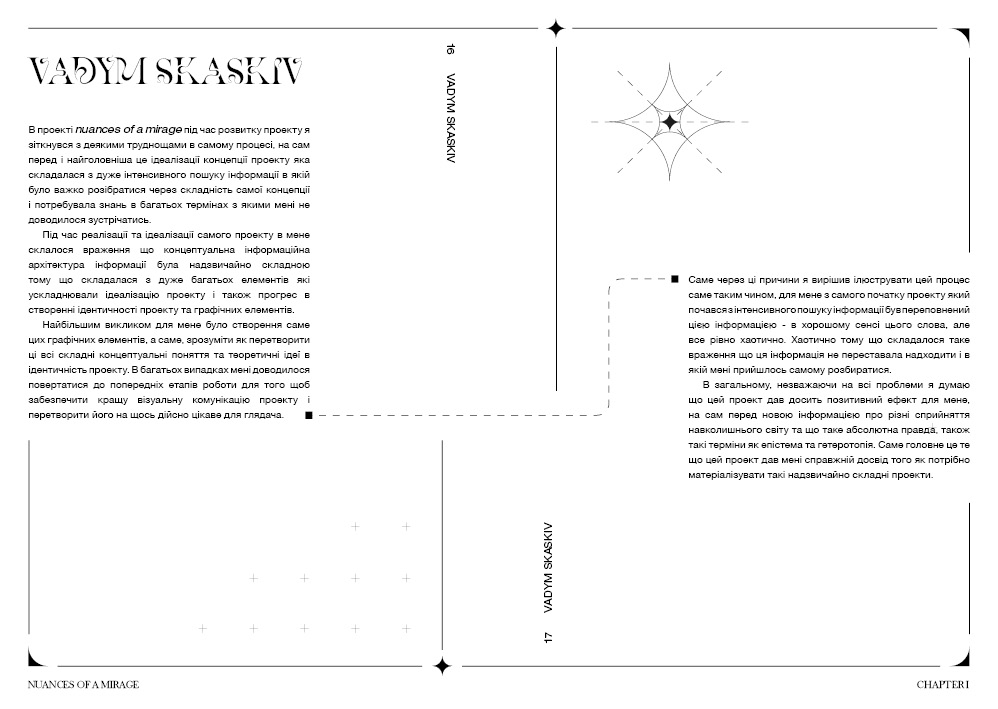 VADYM SKASKIV
В проекті nuances of a mirage під час розвитку проекту я
зіткнувся з деякими труднощами в самому процесі, на сам
перед і найголовніша це ідеалізації концепції проекту яка
складалася з дуже інтенсивного пошуку інформації в якій
було важко розібратися через складність самої концепції
і потребувала знань в багатьох термінах з якими мені не
доводилося зустрічатись.
Під час реалізації та ідеалізації самого проекту в мене
склалося враження що концептуальна інформаційна
архітектура інформації була надзвичайно складною
тому що складалася з дуже багатьох елементів які
ускладнювали ідеалізацію проекту і також прогрес в
створенні ідентичності проекту та графічних елементів.
Найбільшим викликом для мене було створення саме
цих графічних елементів, а саме, зрозуміти як перетворити
ці всі складні концептуальні поняття та теоретичні ідеї в
ідентичність проекту. В багатьох випадках мені доводилося
повертатися до попередніх етапів роботи для того щоб
забезпечити кращу візуальну комунікацію проекту і
перетворити його на щось дійсно цікаве для глядача.
16 VADYM SKASKIV
17 VADYM SKASKIV
Саме через ці причини я вирішив ілюструвати цей процес
саме таким чином, для мене з самого початку проекту який
почався з інтенсивного пошуку інформації був переповнений
цією інформацією - в хорошому сенсі цього слова, але
все рівно хаотично. Хаотично тому що складалося таке
враження що ця інформація не переставала надходити і в
якій мені прийшлось самому розбиратися.
В загальному, незважаючи на всі проблеми я думаю
що цей проект дав досить позитивний ефект для мене,
на сам перед новою інформацією про різні сприйняття
навколишнього світу та що таке абсолютна правда, також
такі терміни як епістема та гетеротопія. Саме головне це те
що цей проект дав мені справжній досвід того як потрібно
матеріалізувати такі надзвичайно складні проекти.
NUANCES OF A MIRAGE
CHAPTER I